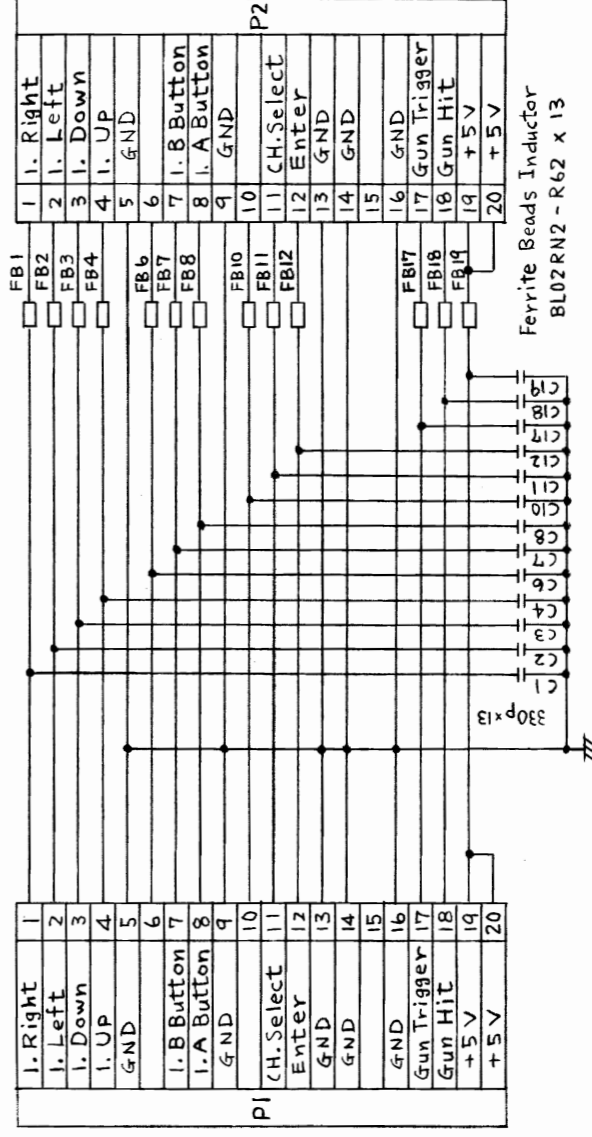 P1
1. Right 1
1. Left 2
1. Down 3
1. UP 4
GND 5
6
1. B Button 7
1. A Button 8
GND 9
10
CH. Select 11
Enter 12
GND 13
GND 14
15
GND 16
Gun Trigger 17
Gun Hit 18
+5V 19
+5V 20
330p×13
C1
C2
C3
C4
C6
C7
C8
C10
C11
C12
C17
C18
C19
FB1
FB2
FB3
FB4
FB6
FB7
FB8
FB10
FB11
FB12
FB17
FB18
FB19
P2
1 1. Right
2 1. Left
3 1. Down
4 1. UP
5 GND
6
7 1. B Button
8 1. A Button
9 GND
10
11 CH. Select
12 Enter
13 GND
14 GND
15
16 GND
17 Gun Trigger
18 Gun Hit
19 +5V
20 +5V
Ferrite Beads Inductor
BL02RN2-R62 x 13